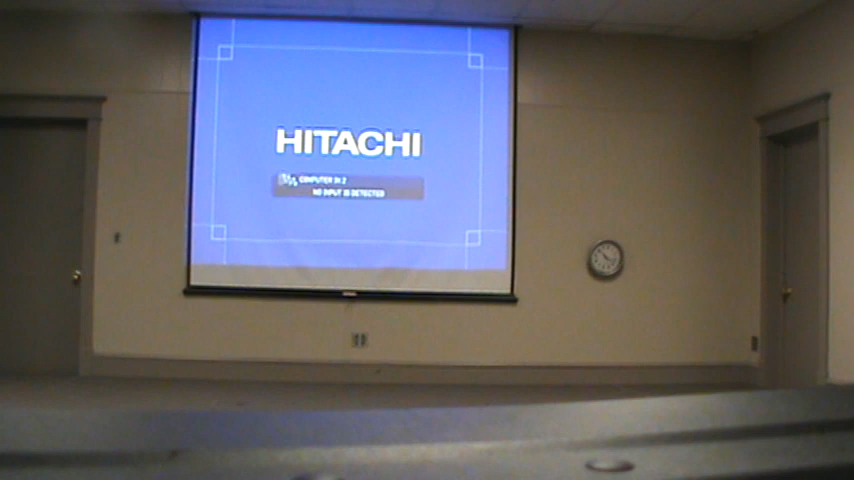 HITACHI
COMPUTER IN 2
NO INPUT IS DETECTED